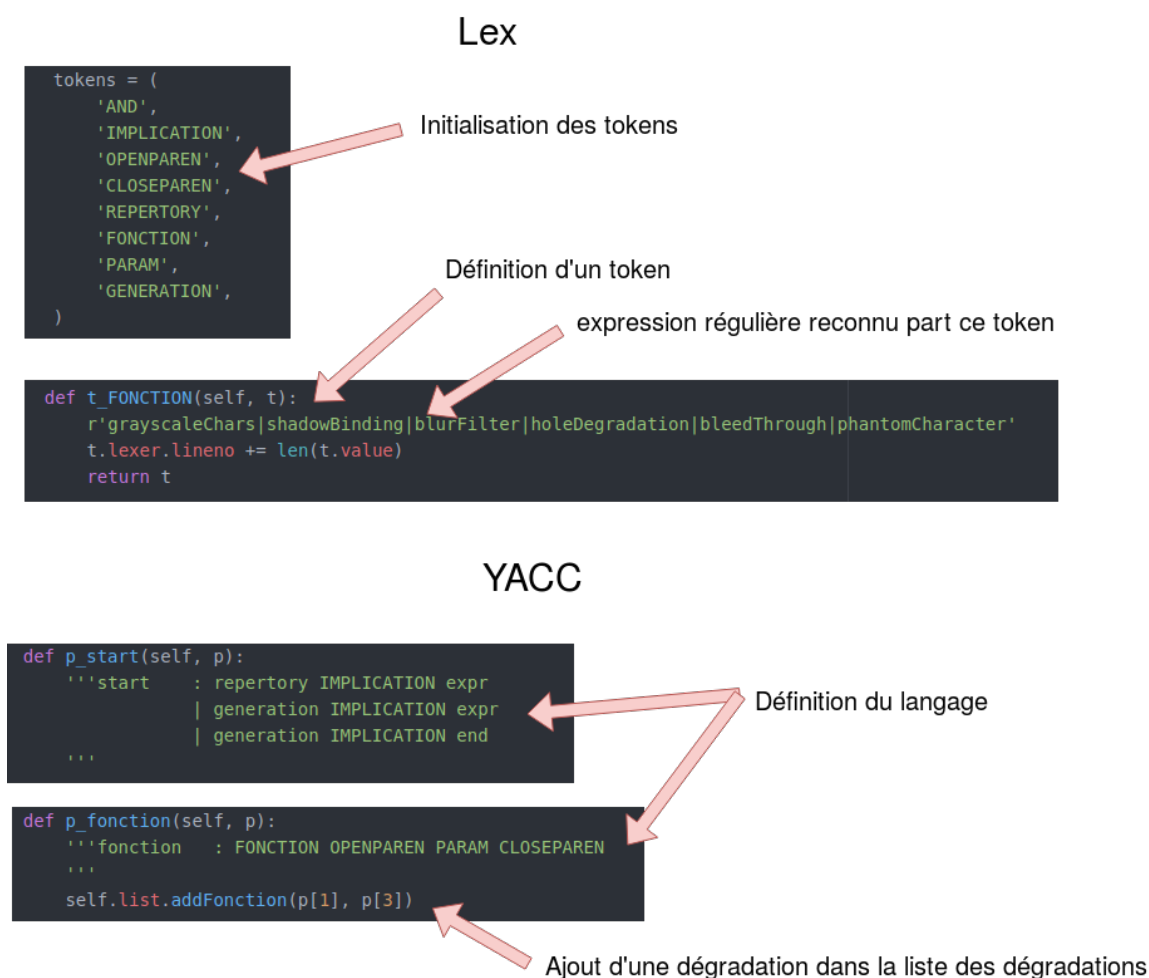 Lex
tokens = (
'AND',
'IMPLICATION',
'OPENPAREN',
'CLOSEPAREN',
'REPERTORY',
'FONCTION',
'PARAM',
'GENERATION',
)
Initialisation des tokens
Définition d'un token
expression régulière reconnu part ce token
def t_FONCTION(self, t):
r'grayscaleChars|shadowBinding|blurFilter|holeDegradation|bleedThrough|phantomCharacter'
t.lexer.lineno += len(t.value)
return t
YACC
def p_start(self, p):
'''start : repertory IMPLICATION expr
| generation IMPLICATION expr
| generation IMPLICATION end
'''
Définition du langage
def p_fonction(self, p):
'''fonction : FONCTION OPENPAREN PARAM CLOSEPAREN
'''
self.list.addFonction(p[1], p[3])
Ajout d'une dégradation dans la liste des dégradations